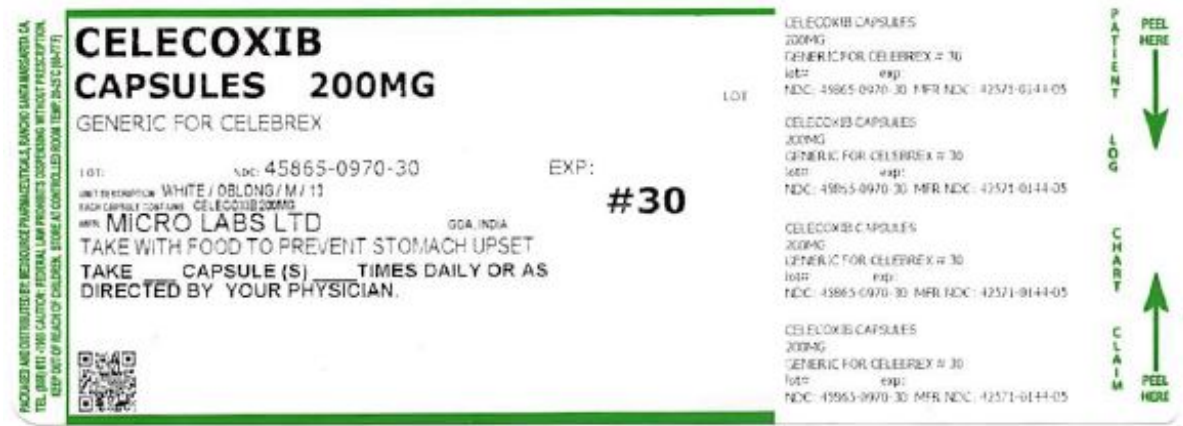 PACKAGED AND DISTRIBUTED BY: MEDSOURCE PHARMACEUTICALS, RANCHO SANTA MARGARITA CA.
CAUTION: FEDERAL LAW PROHIBITS DISPENSING WITHOUT PRESCRIPTION.
KEEP OUT OF REACH OF CHILDREN. STORE AT CONTROLLED ROOM TEMP.
CELECOXIB
CAPSULES 200MG
GENERIC FOR CELEBREX
LOT
LOT: NDC: 45865-0970-30 EXP:
UNIT DESCRIPTION: WHITE / OBLONG / M / 13
EACH CAPSULE CONTAINS: CELECOXIB 200MG
#30
MFR: MICRO LABS LTD GOA, INDIA
TAKE WITH FOOD TO PREVENT STOMACH UPSET
TAKE ___ CAPSULE (S) ___TIMES DAILY OR AS
DIRECTED BY YOUR PHYSICIAN.
CELECOXIB CAPSULES
200MG
GENERIC FOR CELEBREX # 30
lot# exp:
NDC: 45865-0970-30 MFR NDC: 42571-0144-05
CELECOXIB CAPSULES
200MG
GENERIC FOR CELEBREX # 30
lot# exp:
NDC: 45865-0970-30 MFR NDC: 42571-0144-05
CELECOXIB CAPSULES
200MG
GENERIC FOR CELEBREX # 30
lot# exp:
NDC: 45865-0970-30 MFR NDC: 42571-0144-05
CELECOXIB CAPSULES
200MG
GENERIC FOR CELEBREX # 30
lot# exp:
NDC: 45865-0970-30 MFR NDC: 42571-0144-05
PATIENT LOG
CHART CLAIM
PEEL
HERE
PEEL
HERE